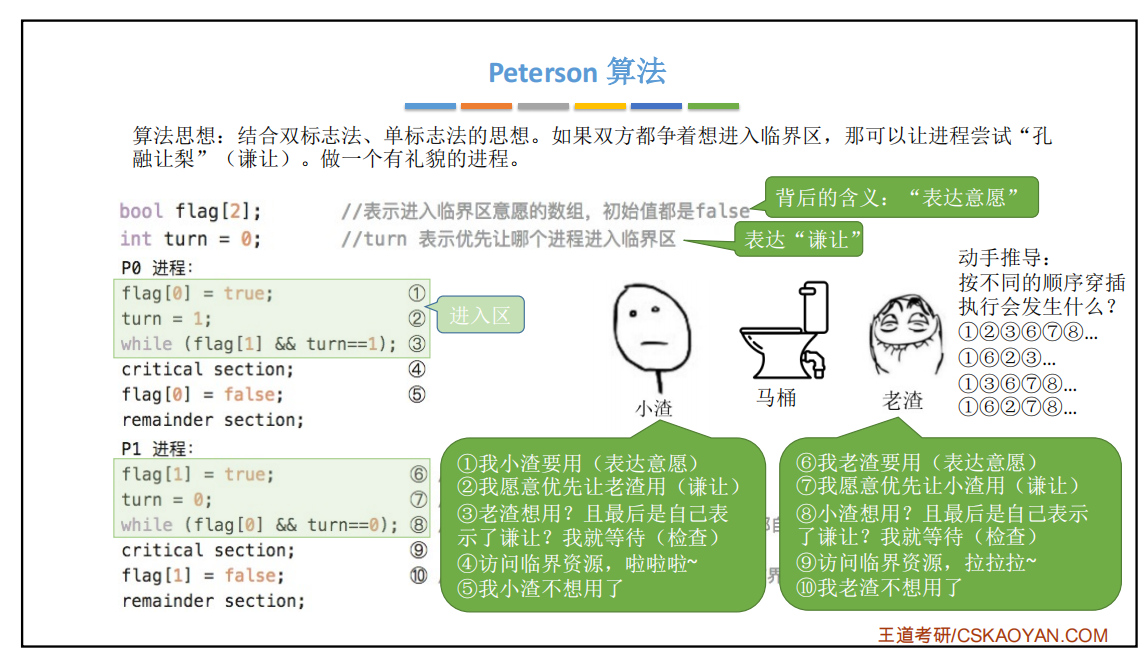 Peterson 算法
算法思想：结合双标志法、单标志法的思想。如果双方都争着想进入临界区，那可以让进程尝试“孔
融让梨”（谦让）。做一个有礼貌的进程。
bool flag[2]; //表示进入临界区意愿的数组，初始值都是false
背后的含义：“表达意愿”
int turn = 0; //turn 表示优先让哪个进程进入临界区
表达“谦让”
P0 进程：
flag[0] = true; ①
turn = 1; ②
while (flag[1] && turn==1); ③
进入区
critical section; ④
flag[0] = false; ⑤
remainder section;
P1 进程：
flag[1] = true; ⑥
turn = 0; ⑦
while (flag[0] && turn==0); ⑧
critical section; ⑨
flag[1] = false; ⑩
remainder section;
小渣
马桶
老渣
动手推导：
按不同的顺序穿插
执行会发生什么？
①②③⑥⑦⑧…
①⑥②③…
①③⑥⑦⑧…
①⑥②⑦⑧…
①我小渣要用（表达意愿）
②我愿意优先让老渣用（谦让）
③老渣想用？且最后是自己表
示了谦让？我就等待（检查）
④访问临界资源，啦啦啦~
⑤我小渣不想用了
⑥我老渣要用（表达意愿）
⑦我愿意优先让小渣用（谦让）
⑧小渣想用？且最后是自己表示
了谦让？我就等待（检查）
⑨访问临界资源，拉拉拉~
⑩我老渣不想用了
王道考研/CSKAOYAN.COM